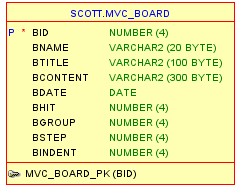 SCOTT.MVC_BOARD
P * BID NUMBER (4)
BNAME VARCHAR2 (20 BYTE)
BTITLE VARCHAR2 (100 BYTE)
BCONTENT VARCHAR2 (300 BYTE)
BDATE DATE
BHIT NUMBER (4)
BGROUP NUMBER (4)
BSTEP NUMBER (4)
BINDENT NUMBER (4)
MVC_BOARD_PK (BID)